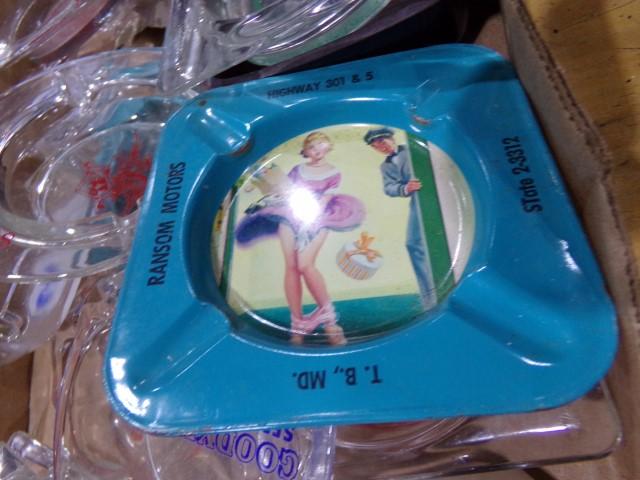 HIGHWAY 301 & 5
RANSOM MOTORS
STate 2-3312
T. B., MD.